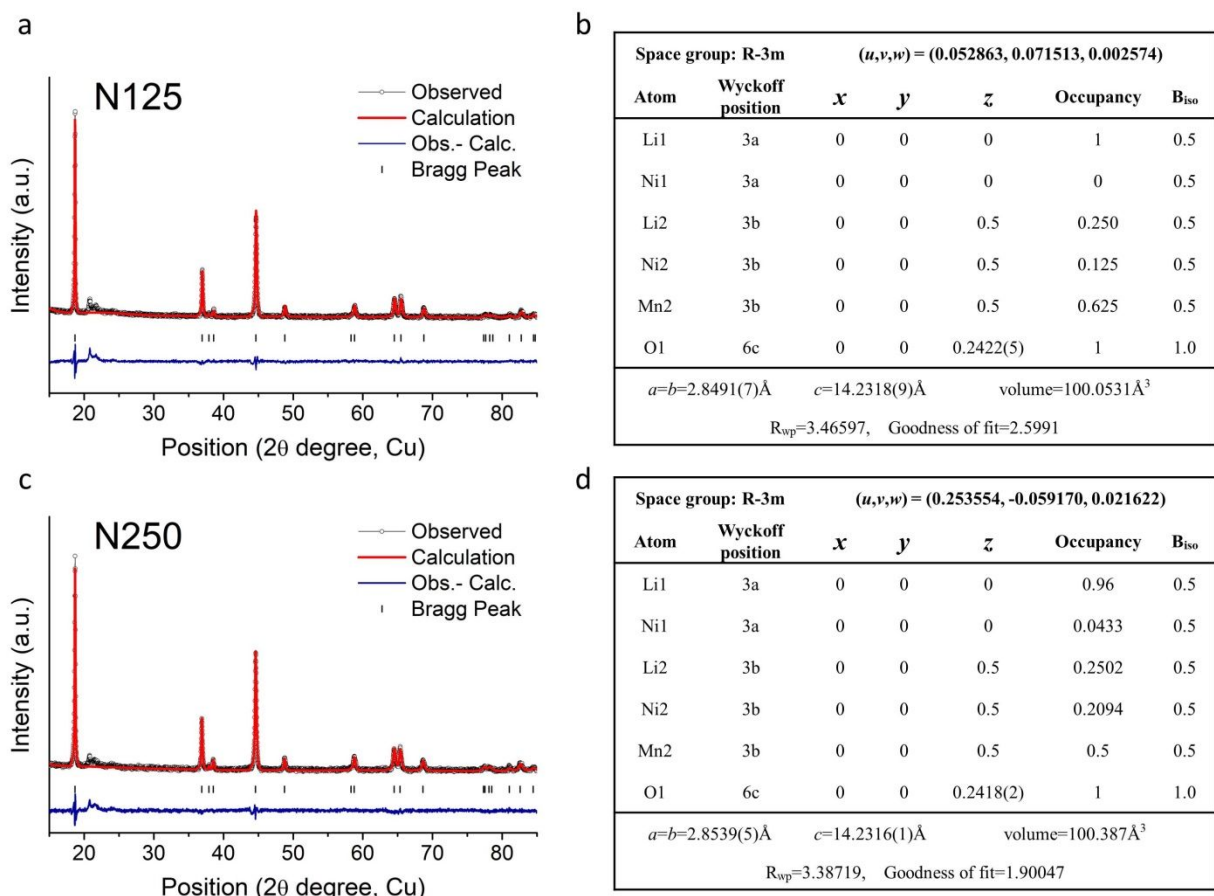 a
N125
Observed
Calculation
Obs.- Calc.
Bragg Peak
Intensity (a.u.)
20 30 40 50 60 70 80
Position (2θ degree, Cu)
b
Space group: R-3m (u,v,w) = (0.052863, 0.071513, 0.002574)
Atom Wyckoff position x y z Occupancy Biso
Li1 3a 0 0 0 1 0.5
Ni1 3a 0 0 0 0 0.5
Li2 3b 0 0 0.5 0.250 0.5
Ni2 3b 0 0 0.5 0.125 0.5
Mn2 3b 0 0 0.5 0.625 0.5
O1 6c 0 0 0.2422(5) 1 1.0
a=b=2.8491(7)Å c=14.2318(9)Å volume=100.0531Å³
Rwp=3.46597, Goodness of fit=2.5991
c
N250
Observed
Calculation
Obs.- Calc.
Bragg Peak
Intensity (a.u.)
20 30 40 50 60 70 80
Position (2θ degree, Cu)
d
Space group: R-3m (u,v,w) = (0.253554, -0.059170, 0.021622)
Atom Wyckoff position x y z Occupancy Biso
Li1 3a 0 0 0 0.96 0.5
Ni1 3a 0 0 0 0.0433 0.5
Li2 3b 0 0 0.5 0.2502 0.5
Ni2 3b 0 0 0.5 0.2094 0.5
Mn2 3b 0 0 0.5 0.5 0.5
O1 6c 0 0 0.2418(2) 1 1.0
a=b=2.8539(5)Å c=14.2316(1)Å volume=100.387Å³
Rwp=3.38719, Goodness of fit=1.90047